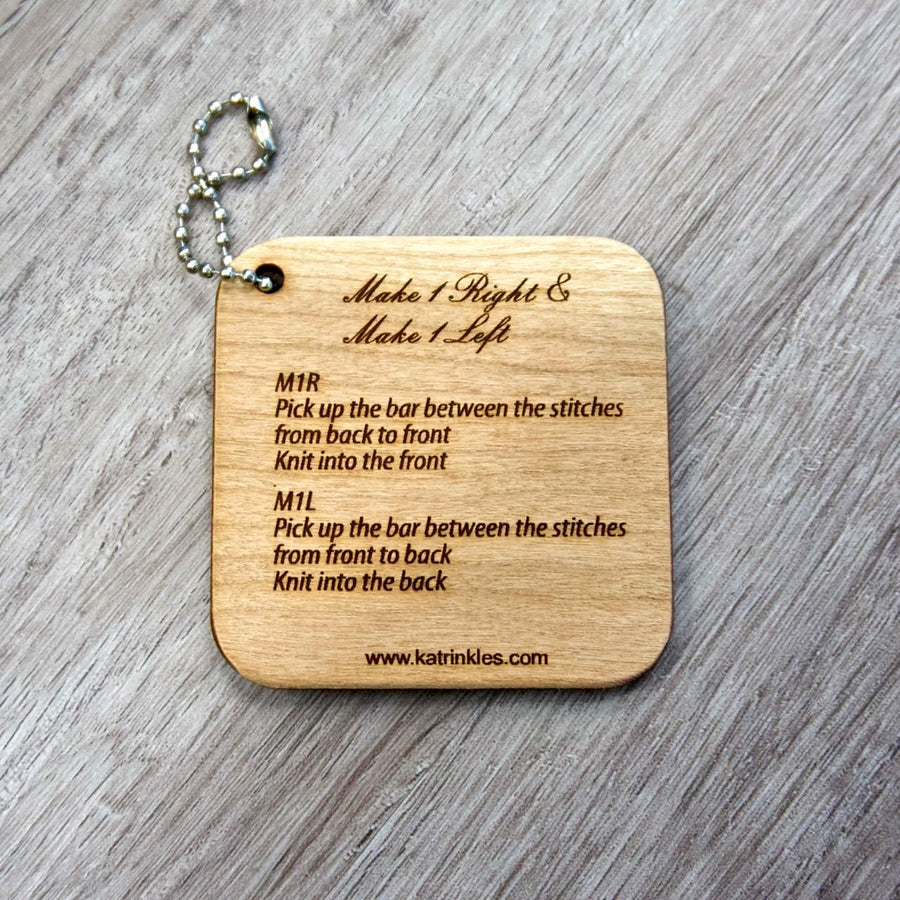 Make 1 Right &
Make 1 Left
M1R
Pick up the bar between the stitches
from back to front
Knit into the front
M1L
Pick up the bar between the stitches
from front to back
Knit into the back
www.katrinkles.com